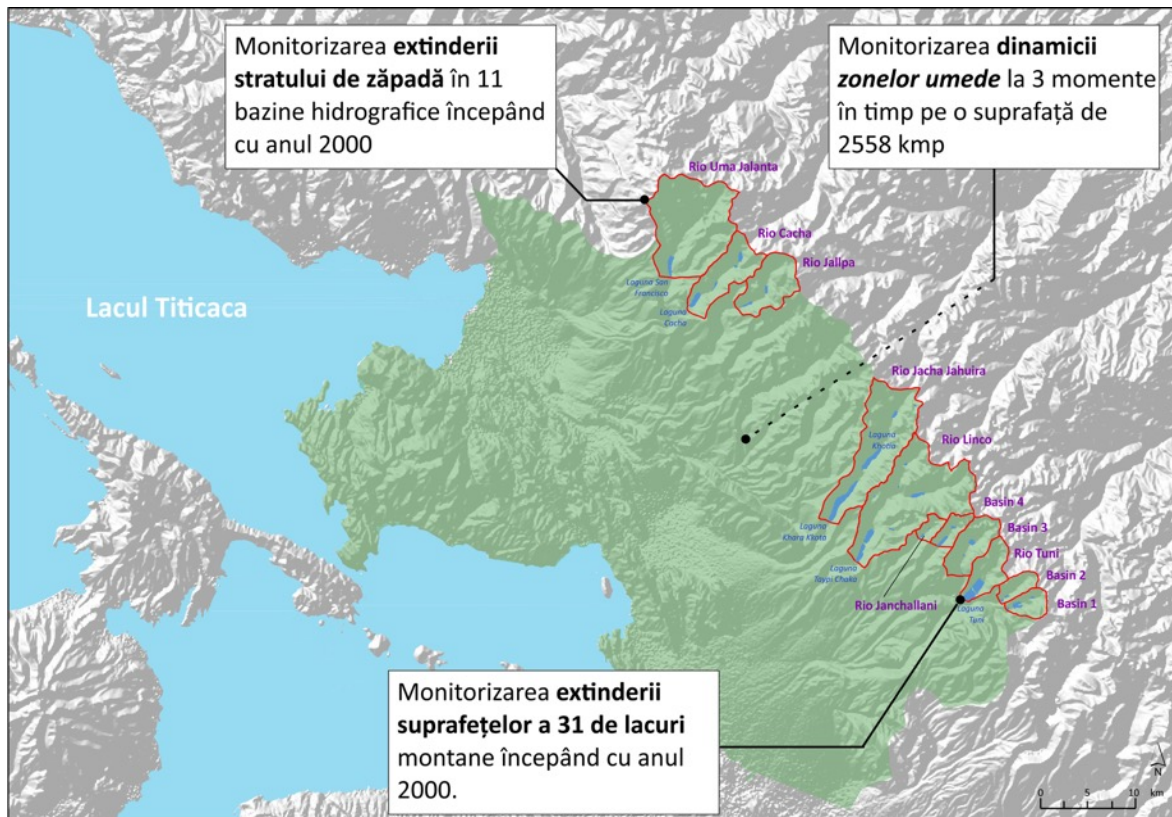 Monitorizarea extinderii
stratului de zăpadă în 11
bazine hidrografice începând
cu anul 2000
Monitorizarea dinamicii
zonelor umede la 3 momente
în timp pe o suprafață de
2558 kmp
Rio Uma Jalanta
Rio Cacha
Rio Jallpa
Laguna San
Francisco
Laguna
Cacha
Lacul Titicaca
Rio Jacha Jahuira
Laguna
Khotia
Rio Linco
Basin 4
Laguna
Khara Kkota
Basin 3
Rio Tuni
Laguna
Taypi Chaka
Basin 2
Rio Janchallani
Basin 1
Laguna
Tuni
Monitorizarea extinderii
suprafețelor a 31 de lacuri
montane începând cu anul
2000.
N
0 5 10
km